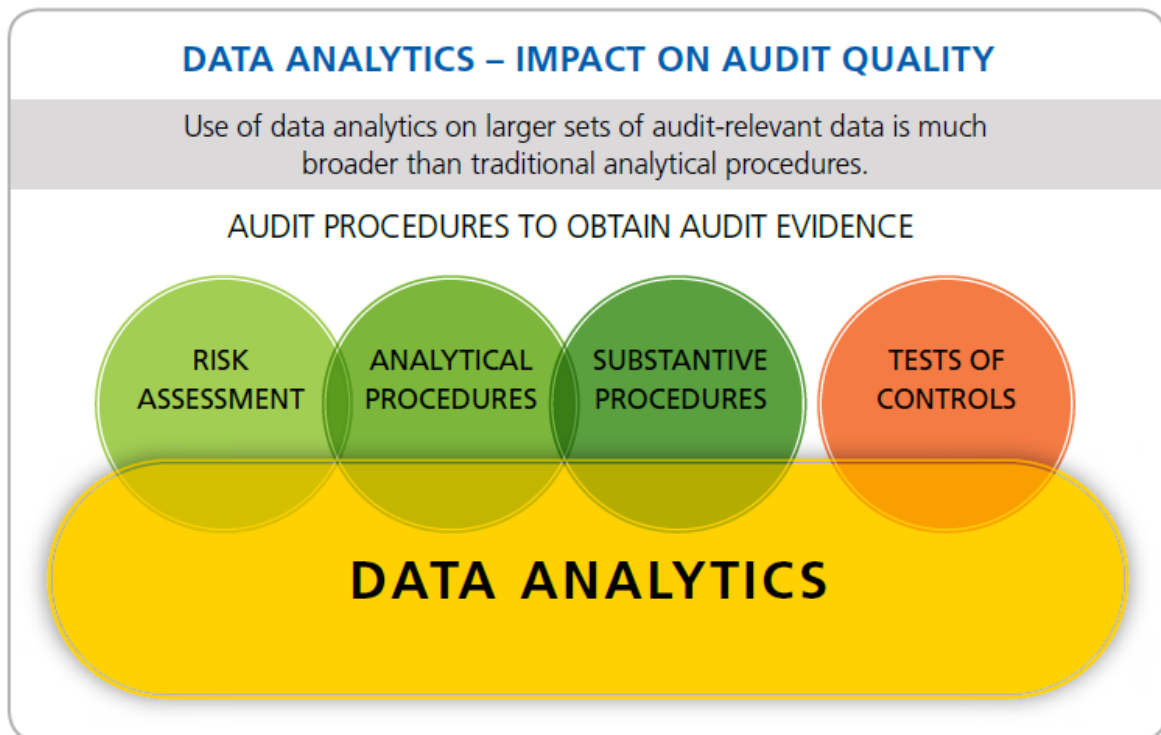 DATA ANALYTICS – IMPACT ON AUDIT QUALITY
Use of data analytics on larger sets of audit-relevant data is much
broader than traditional analytical procedures.
AUDIT PROCEDURES TO OBTAIN AUDIT EVIDENCE
RISK
ASSESSMENT
ANALYTICAL
PROCEDURES
SUBSTANTIVE
PROCEDURES
TESTS OF
CONTROLS
DATA ANALYTICS